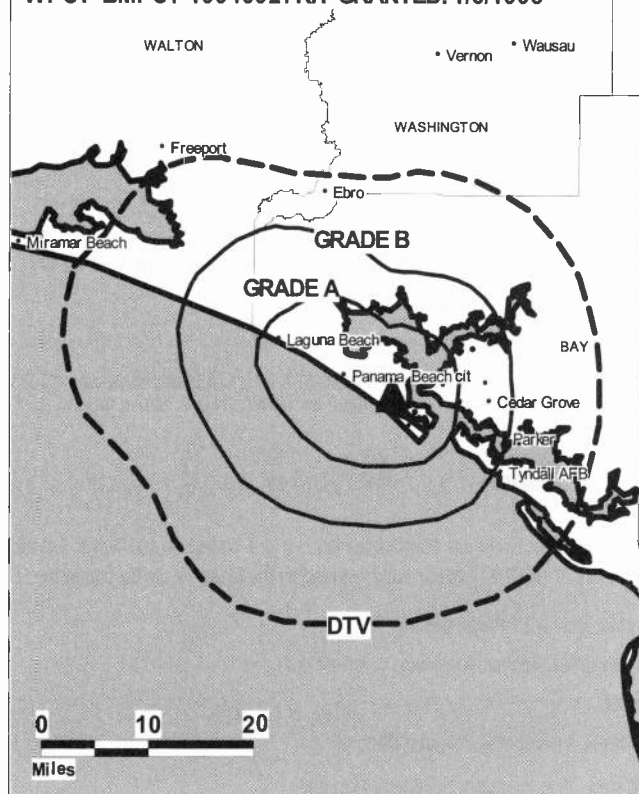 WALTON
Vernon
Wausau
WASHINGTON
Freeport
Ebro
Miramar Beach
GRADE B
GRADE A
Laguna Beach
BAY
Panama Beach cit
Cedar Grove
Parker
Tyndall AFB
DTV
0 10 20
Miles